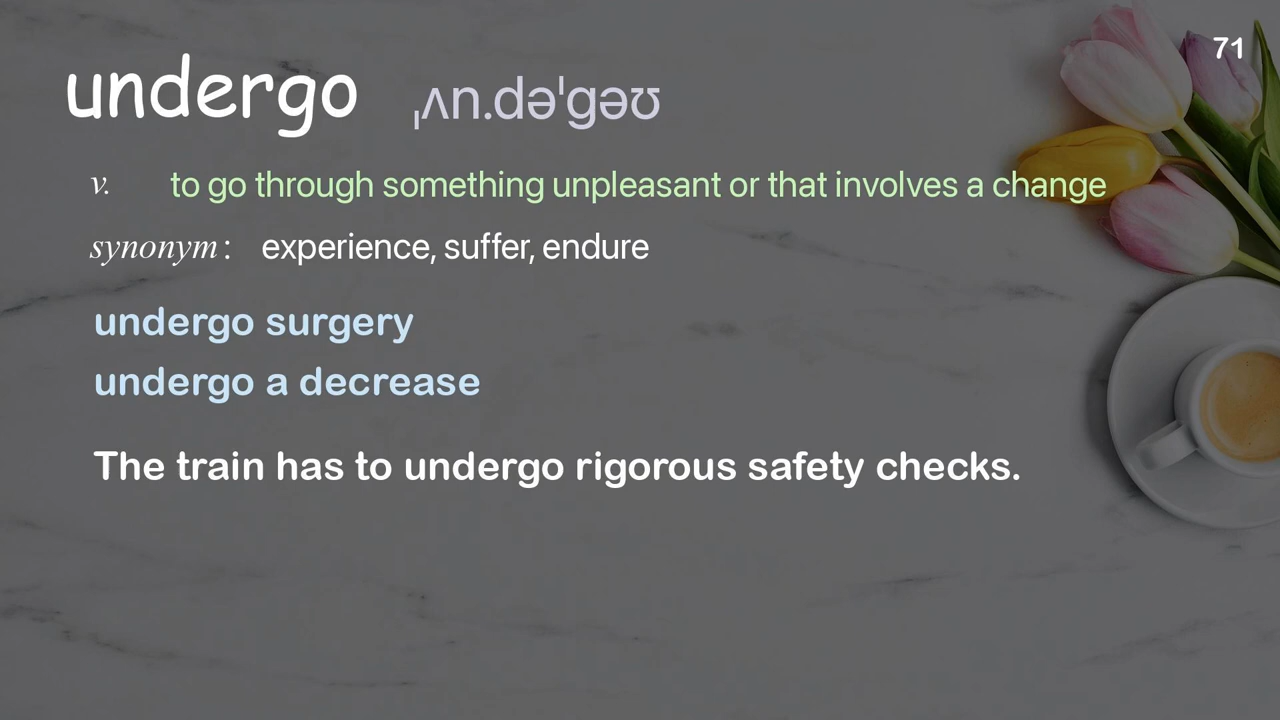 71
undergo ˌʌn.dəˈɡəʊ
v. to go through something unpleasant or that involves a change
synonym: experience, suffer, endure
undergo surgery
undergo a decrease
The train has to undergo rigorous safety checks.